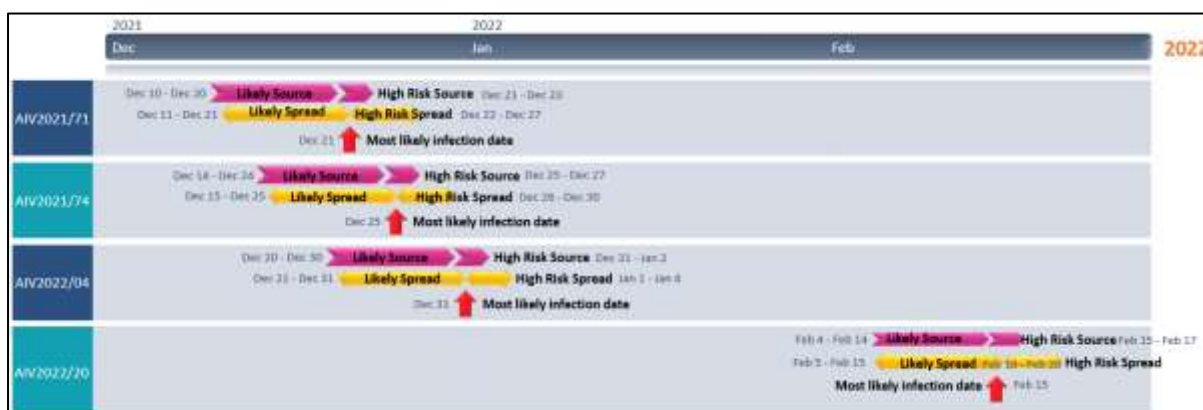 2021 2022
Dec Jan Feb 2022
AIV2021/71
Dec 10 - Dec 20 Likely Source High Risk Source Dec 21 - Dec 23
Dec 11 - Dec 21 Likely Spread High Risk Spread Dec 22 - Dec 27
Dec 21 Most likely infection date
AIV2021/74
Dec 14 - Dec 24 Likely Source High Risk Source Dec 25 - Dec 27
Dec 15 - Dec 25 Likely Spread High Risk Spread Dec 26 - Dec 30
Dec 25 Most likely infection date
AIV2022/04
Dec 20 - Dec 30 Likely Source High Risk Source Dec 31 - Jan 2
Dec 21 - Dec 31 Likely Spread High Risk Spread Jan 1 - Jan
Dec 31 Most likely infection date
AIV2022/20
Feb 4 - Feb 14 Likely Source High Risk Source Feb 15 - Feb 17
Feb 5 - Feb 15 Likely Spread Feb 16 - Feb High Risk Spread
Most likely infection date Feb 15